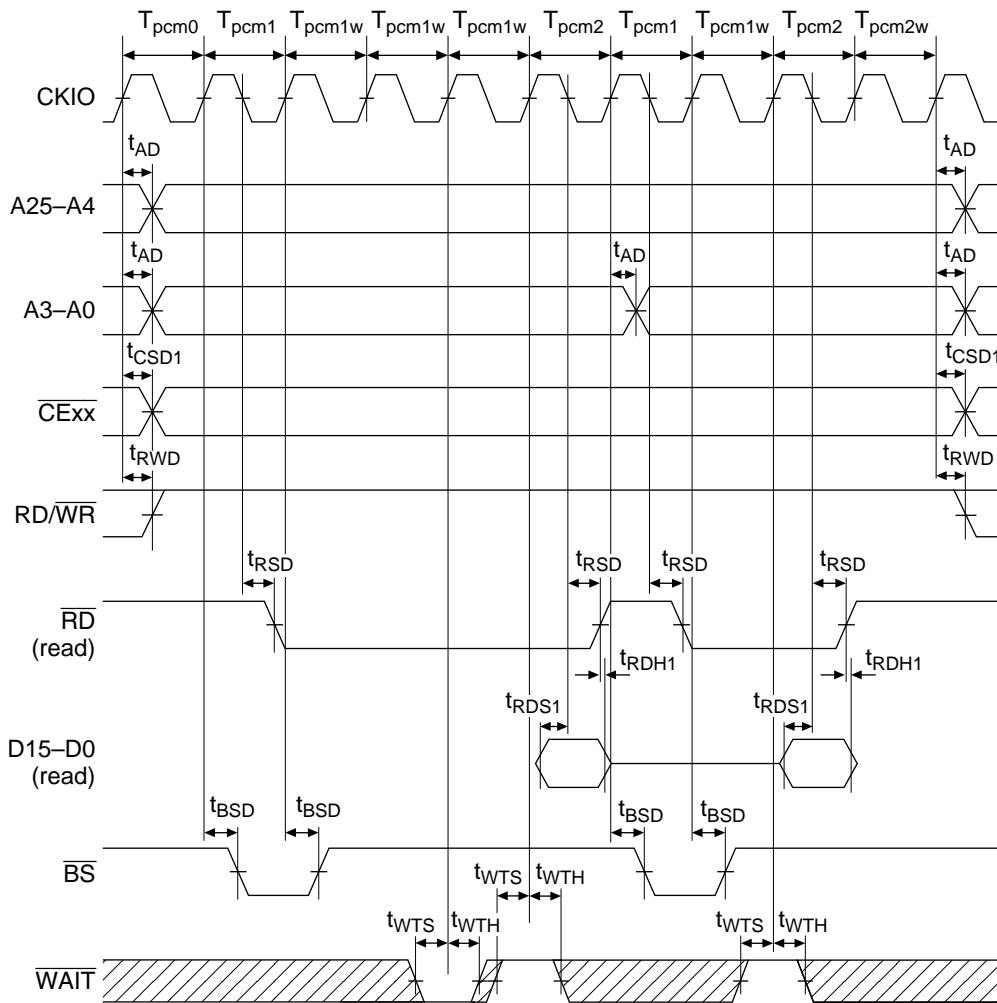 Tpcm0 Tpcm1 Tpcm1w Tpcm1w Tpcm1w Tpcm2 Tpcm1 Tpcm1w Tpcm2 Tpcm2w
CKIO
tAD tAD
A25–A4
tAD tAD tAD
A3–A0
tCSD1 tCSD1
CExx
tRWD tRWD
RD/WR
tRSD tRSD tRSD tRSD
RD
(read)
tRDH1 tRDH1
tRDS1 tRDS1
D15–D0
(read)
tBSD tBSD tBSD tBSD
BS
tWTS tWTH
tWTS tWTH tWTS tWTH
WAIT